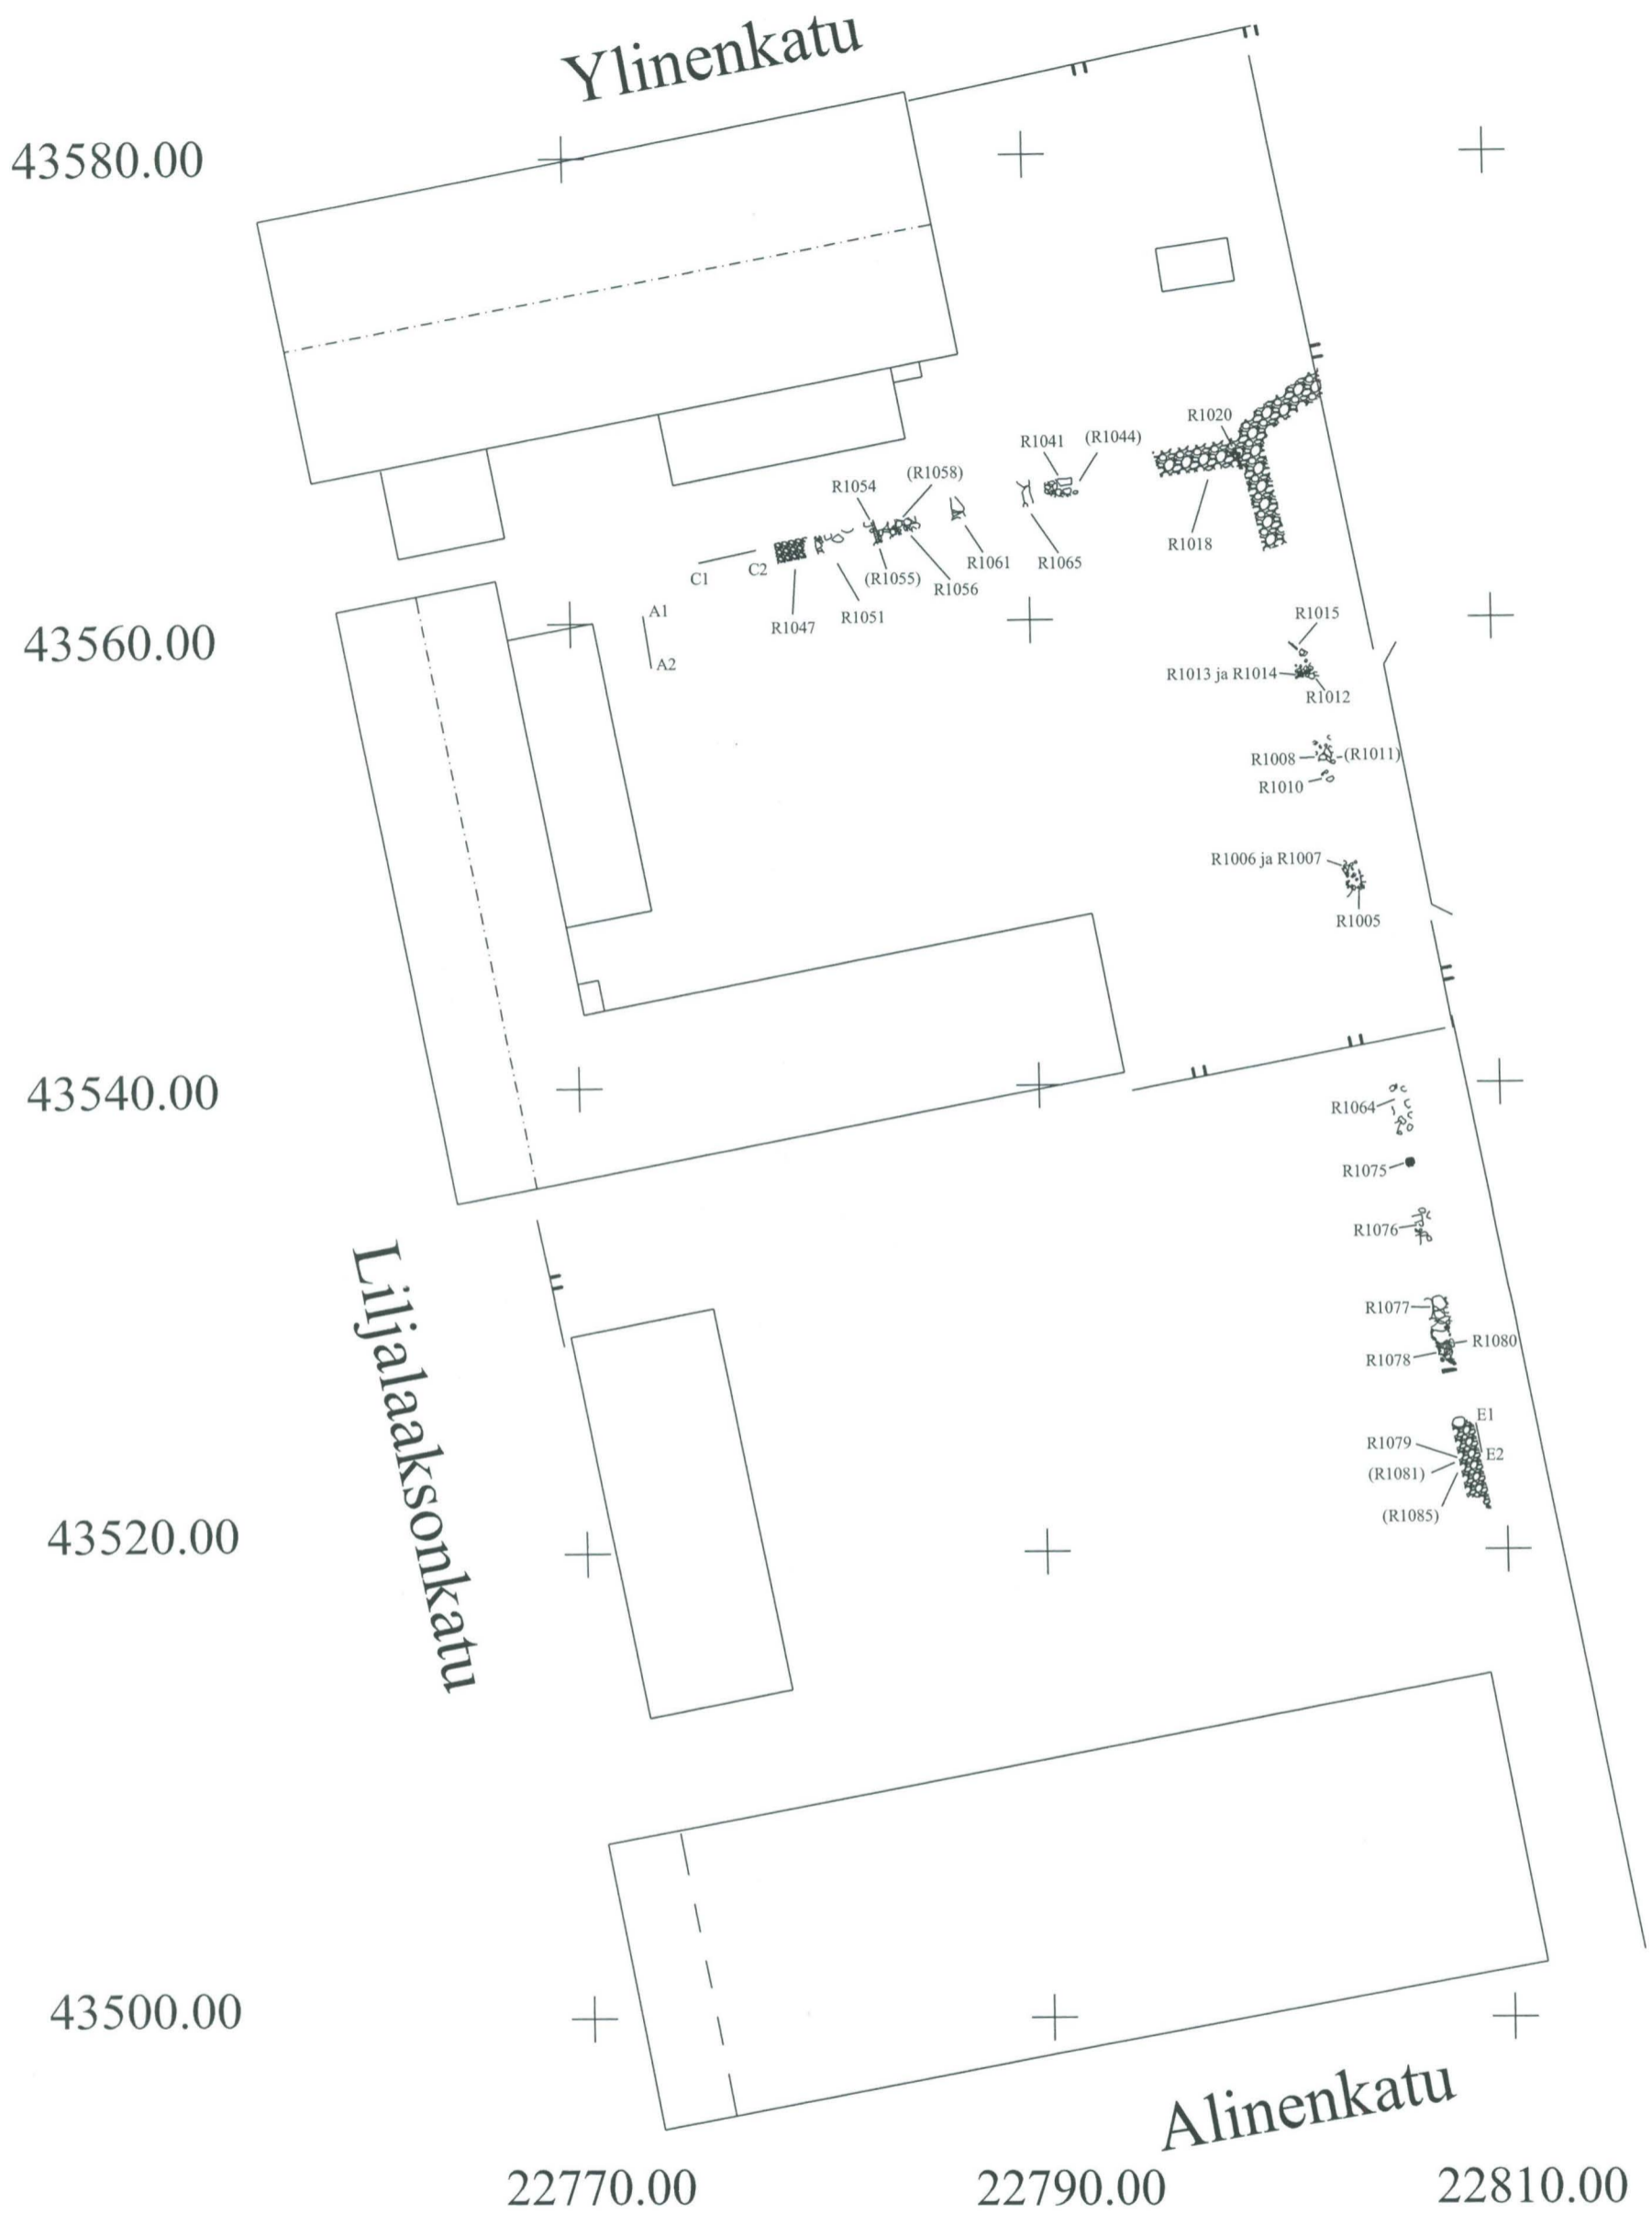 Ylinenkatu
43580.00
R1020
R1041
(R1044)
(R1058)
R1054
R1018
R1061
R1065
C1
C2
(R1055)
R1056
R1047
R1051
A1
A2
43560.00
R1015
R1013 ja R1014
R1012
R1008
(R1011)
R1010
R1006 ja R1007
R1005
43540.00
R1064
R1075
R1076
Liljalaaksonkatu
R1077
R1080
R1078
E1
E2
R1079
(R1081)
(R1085)
43520.00
43500.00
Alinenkatu
22770.00
22790.00
22810.00